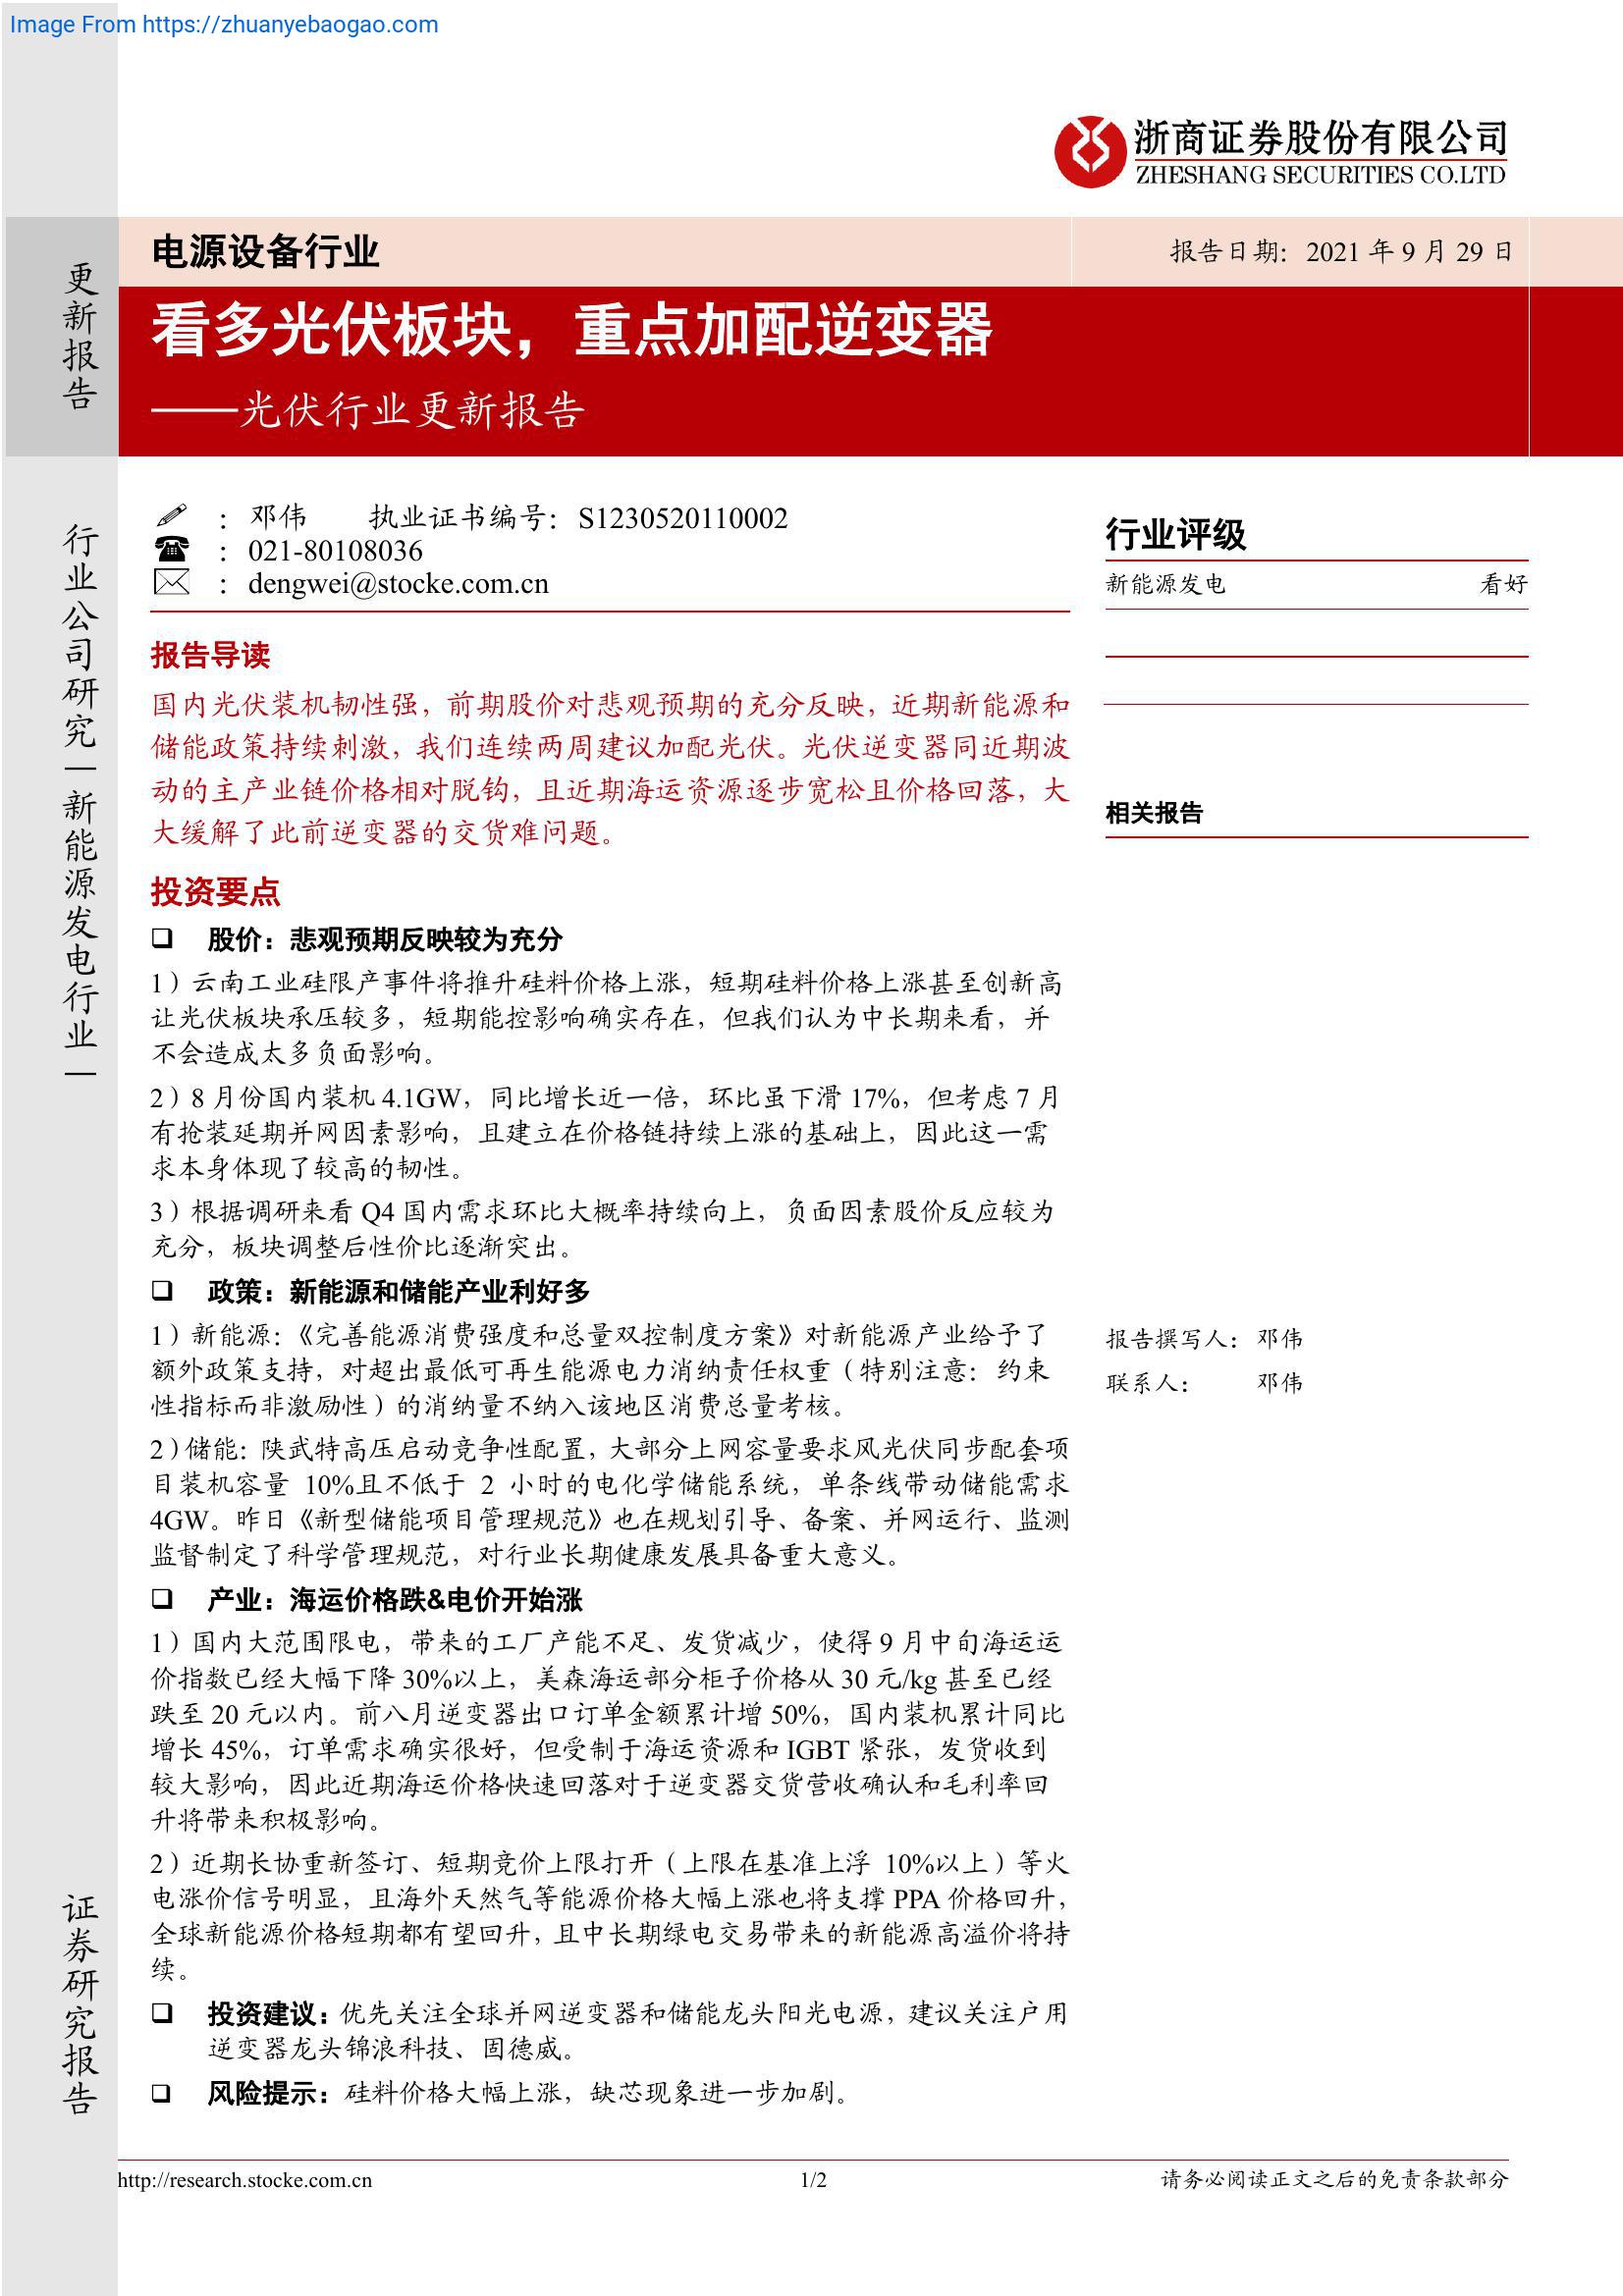 Image From https://zhuanyebaogao.com
浙商证券股份有限公司
ZHESHANG SECURITIES CO.LTD
更新报告
电源设备行业
报告日期：2021 年 9 月 29 日
看多光伏板块，重点加配逆变器
——光伏行业更新报告
行业公司研究|新能源发电行业|
证券研究报告
：邓伟 执业证书编号：S1230520110002
：021-80108036
：dengwei@stocke.com.cn
报告导读
国内光伏装机韧性强，前期股价对悲观预期的充分反映，近期新能源和
储能政策持续刺激，我们连续两周建议加配光伏。光伏逆变器同近期波
动的主产业链价格相对脱钩，且近期海运资源逐步宽松且价格回落，大
大缓解了此前逆变器的交货难问题。
投资要点
❑ 股价：悲观预期反映较为充分
1）云南工业硅限产事件将推升硅料价格上涨，短期硅料价格上涨甚至创新高
让光伏板块承压较多，短期能控影响确实存在，但我们认为中长期来看，并
不会造成太多负面影响。
2）8 月份国内装机 4.1GW，同比增长近一倍，环比虽下滑 17%，但考虑 7 月
有抢装延期并网因素影响，且建立在价格链持续上涨的基础上，因此这一需
求本身体现了较高的韧性。
3）根据调研来看 Q4 国内需求环比大概率持续向上，负面因素股价反应较为
充分，板块调整后性价比逐渐突出。
❑ 政策：新能源和储能产业利好多
1）新能源：《完善能源消费强度和总量双控制度方案》对新能源产业给予了
额外政策支持，对超出最低可再生能源电力消纳责任权重（特别注意：约束
性指标而非激励性）的消纳量不纳入该地区消费总量考核。
2）储能：陕武特高压启动竞争性配置，大部分上网容量要求风光伏同步配套项
目装机容量 10%且不低于 2 小时的电化学储能系统，单条线带动储能需求
4GW。昨日《新型储能项目管理规范》也在规划引导、备案、并网运行、监测
监督制定了科学管理规范，对行业长期健康发展具备重大意义。
❑ 产业：海运价格跌&电价开始涨
1）国内大范围限电，带来的工厂产能不足、发货减少，使得 9 月中旬海运运
价指数已经大幅下降 30%以上，美森海运部分柜子价格从 30 元/kg 甚至已经
跌至 20 元以内。前八月逆变器出口订单金额累计增 50%，国内装机累计同比
增长 45%，订单需求确实很好，但受制于海运资源和 IGBT 紧张，发货收到
较大影响，因此近期海运价格快速回落对于逆变器交货营收确认和毛利率回
升将带来积极影响。
2）近期长协重新签订、短期竞价上限打开（上限在基准上浮 10%以上）等火
电涨价信号明显，且海外天然气等能源价格大幅上涨也将支撑 PPA 价格回升，
全球新能源价格短期都有望回升，且中长期绿电交易带来的新能源高溢价将持
续。
❑ 投资建议：优先关注全球并网逆变器和储能龙头阳光电源，建议关注户用
逆变器龙头锦浪科技、固德威。
❑ 风险提示：硅料价格大幅上涨，缺芯现象进一步加剧。
行业评级
新能源发电 看好
相关报告
报告撰写人：邓伟
联系人：邓伟
http://research.stocke.com.cn
1/2
请务必阅读正文之后的免责条款部分